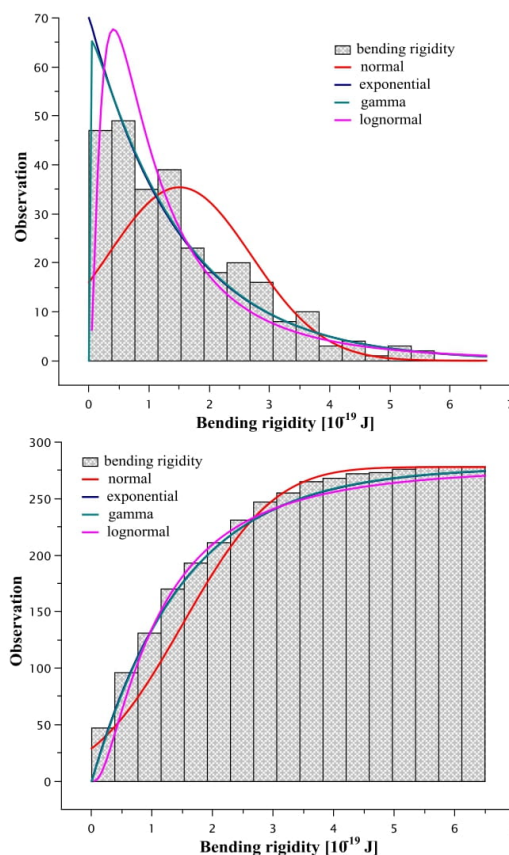 70
60
50
40
30
20
10
0
Observation
bending rigidity
normal
exponential
gamma
lognormal
0 1 2 3 4 5 6 7
Bending rigidity [10⁻¹⁹ J]
300
250
200
150
100
50
0
Observation
bending rigidity
normal
exponential
gamma
lognormal
0 1 2 3 4 5 6
Bending rigidity [10⁻¹⁹ J]